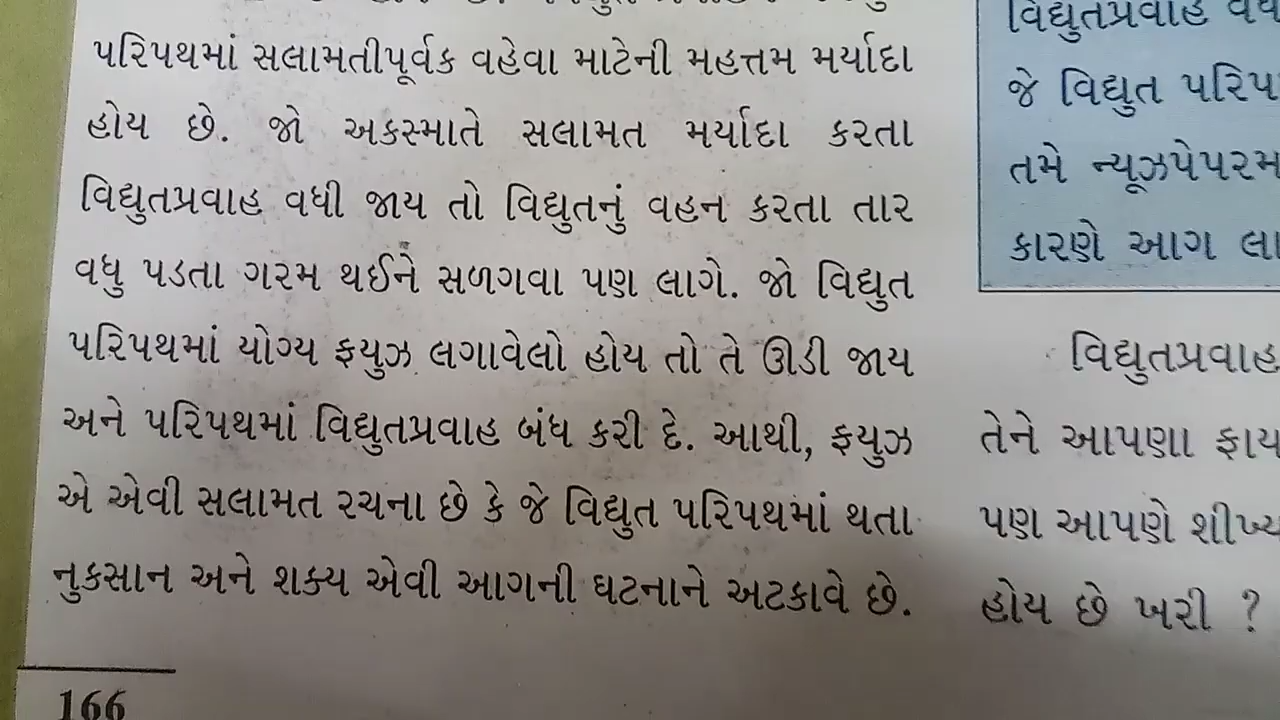 પરિપથમાં સલામતીપૂર્વક વહેવા માટેની મહત્તમ મર્યાદા
હોય છે. જો અકસ્માતે સલામત મર્યાદા કરતા
વિદ્યુતપ્રવાહ વધી જાય તો વિદ્યુતનું વહન કરતા તાર
વધુ પડતા ગરમ થઈને સળગવા પણ લાગે. જો વિદ્યુત
પરિપથમાં યોગ્ય ફ્યુઝ લગાવેલો હોય તો તે ઊડી જાય
અને પરિપથમાં વિદ્યુતપ્રવાહ બંધ કરી દે. આથી, ફ્યુઝ
એ એવી સલામત રચના છે કે જે વિદ્યુત પરિપથમાં થતા
નુકસાન અને શક્ય એવી આગની ઘટનાને અટકાવે છે.
166
વિદ્યુતપ્રવાહ
જે વિદ્યુત પરિપ
તમે ન્યૂઝપેપરમ
કારણે આગ લા
વિદ્યુતપ્રવાહ
તેને આપણા ફાય
પણ આપણે શીખ્ય
હોય છે ખરી ?